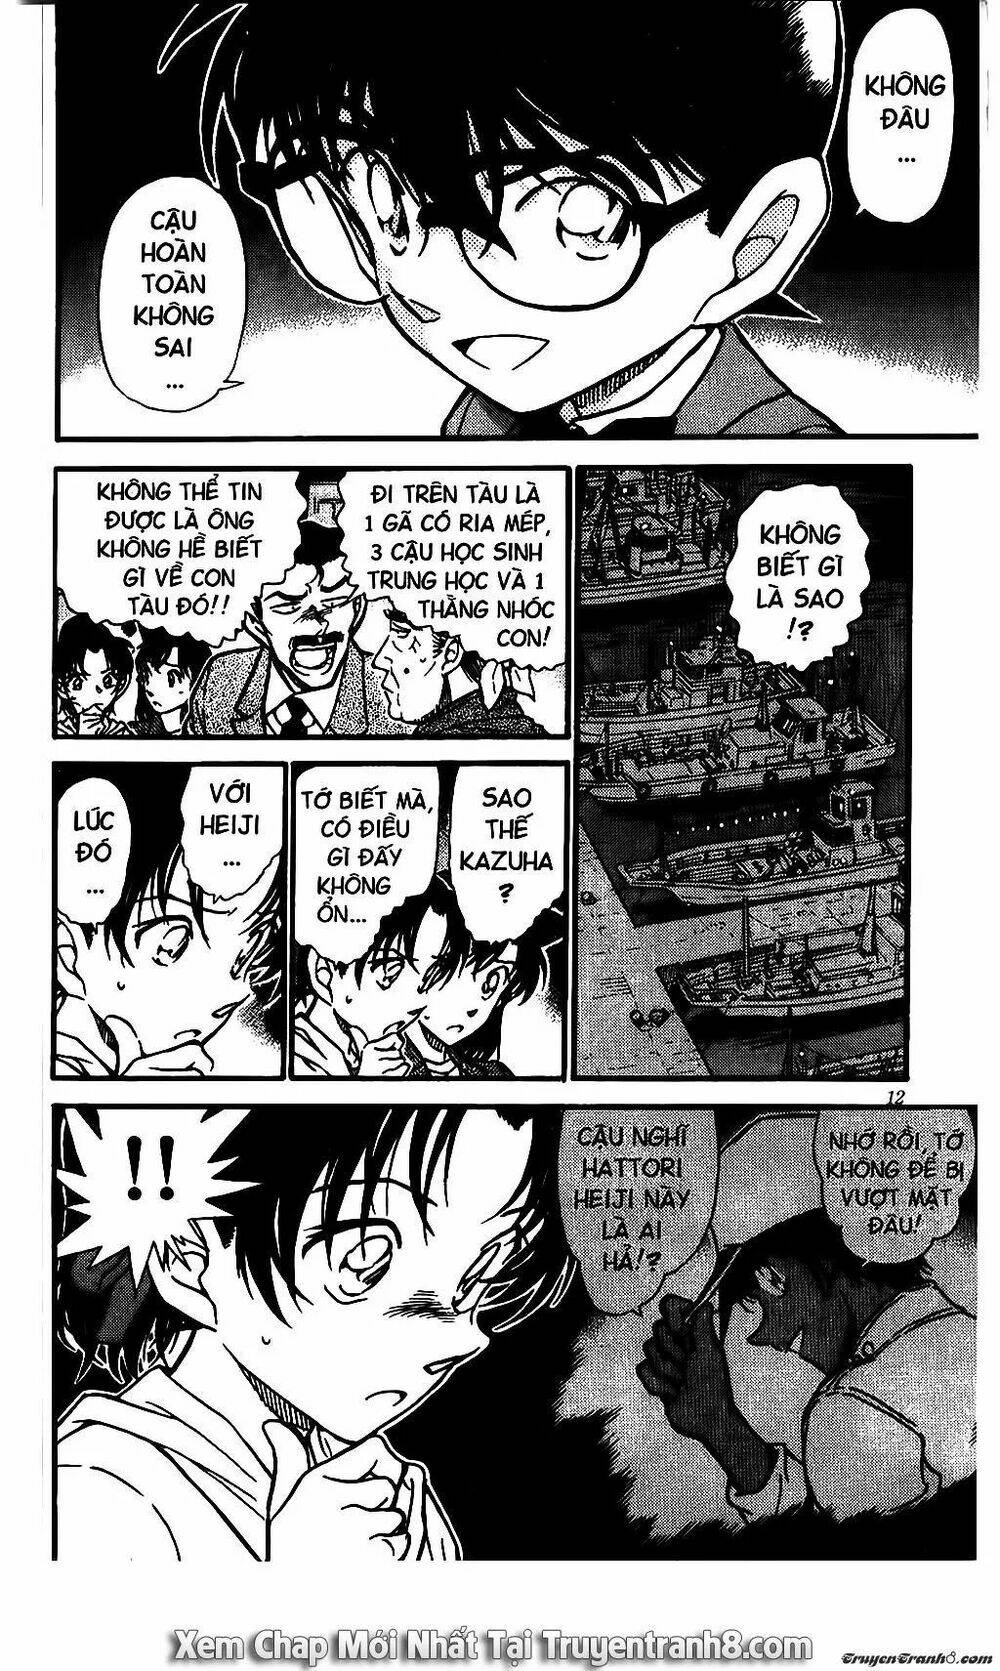 KHÔNG
ĐÂU
...
CẬU
HOÀN
TOÀN
KHÔNG
SAI
...
KHÔNG
BIẾT GÌ
LÀ SAO
!?
ĐI TRÊN TÀU LÀ
1 GÃ CÓ RIA MÉP,
3 CẬU HỌC SINH
TRUNG HỌC VÀ 1
THẰNG NHÓC
CON!
KHÔNG THỂ TIN
ĐƯỢC LÀ ÔNG
KHÔNG HỀ BIẾT
GÌ VỀ CON
TÀU ĐÓ!!
SAO
THẾ
KAZUHA
?
TỚ BIẾT MÀ,
CÓ ĐIỀU
GÌ ĐẤY
KHÔNG
ỔN...
VỚI
HEIJI
...
LÚC
ĐÓ
...
12
NHỚ RỒI, TỚ
KHÔNG ĐỂ BỊ
VƯỢT MẶT
ĐÂU!
CẬU NGHĨ
HATTORI
HEIJI NÀY
LÀ AI
HẢ!?
!!
Xem Chap Mới Nhất Tại Truyentranh8.com
TruyenTranh8.com